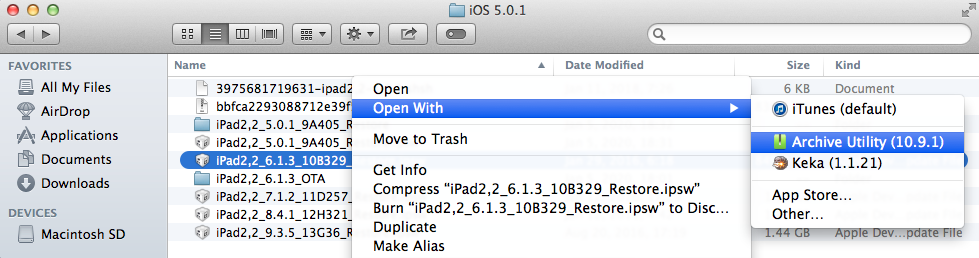 iOS 5.0.1
FAVORITES
All My Files
AirDrop
Applications
Documents
Downloads
DEVICES
Macintosh SD
Name Date Modified Size Kind
3975681719631-ipad2 6 KB Document
bbfca2293088712e39f
iPad2,2_5.0.1_9A405_R
iPad2,2_5.0.1_9A405_R
iPad2,2_6.1.3_10B329_
iPad2,2_6.1.3_OTA
iPad2,2_7.1.2_11D257_
iPad2,2_8.4.1_12H321_
iPad2,2_9.3.5_13G36_R 1.44 GB Apple Dev...pdate File
Open
Open With
Move to Trash
Get Info
Compress “iPad2,2_6.1.3_10B329_Restore.ipsw”
Burn “iPad2,2_6.1.3_10B329_Restore.ipsw” to Disc...
Duplicate
Make Alias
iTunes (default)
Archive Utility (10.9.1)
Keka (1.1.21)
App Store...
Other...